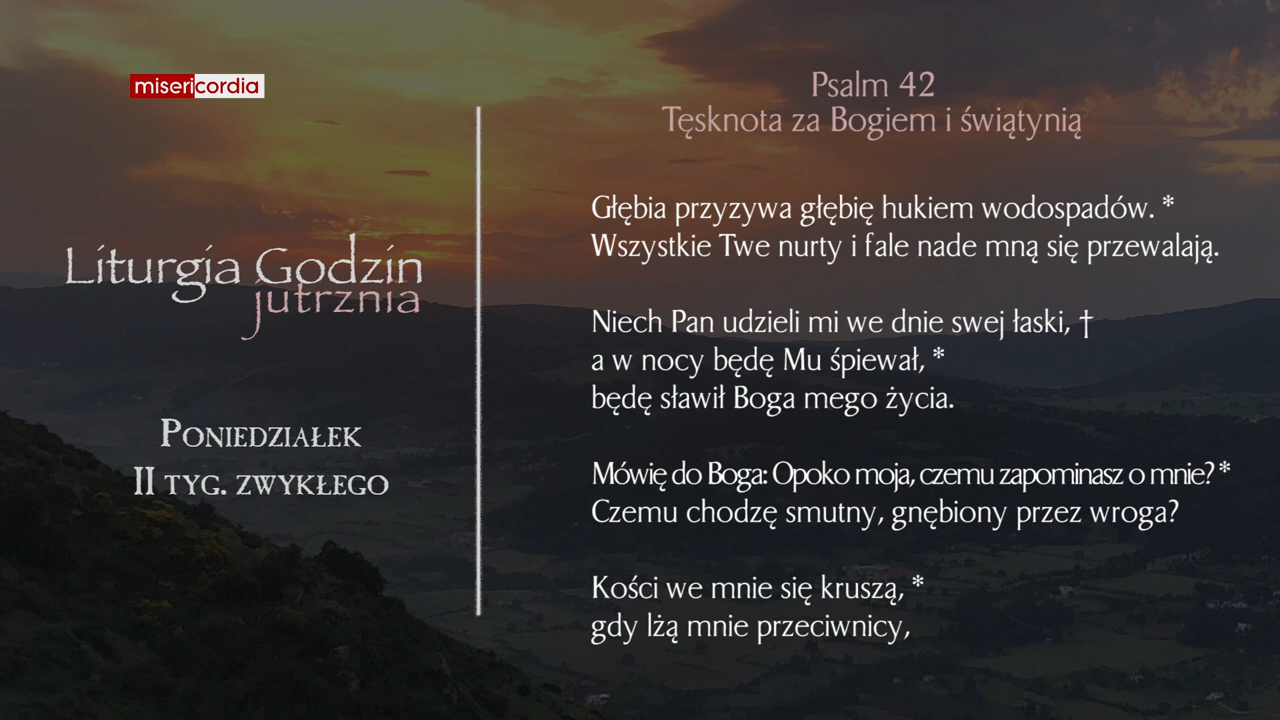 misericordia
Liturgia Godzin
jutrznia
Poniedziałek
II tyg. zwykłego
Psalm 42
Tęsknota za Bogiem i świątynią
Głębia przyzywa głębię hukiem wodospadów. *
Wszystkie Twe nurty i fale nade mną się przewalają.
Niech Pan udzieli mi we dnie swej łaski, †
a w nocy będę Mu śpiewał, *
będę sławił Boga mego życia.
Mówię do Boga: Opoko moja, czemu zapominasz o mnie? *
Czemu chodzę smutny, gnębiony przez wroga?
Kości we mnie się kruszą, *
gdy lżą mnie przeciwnicy,